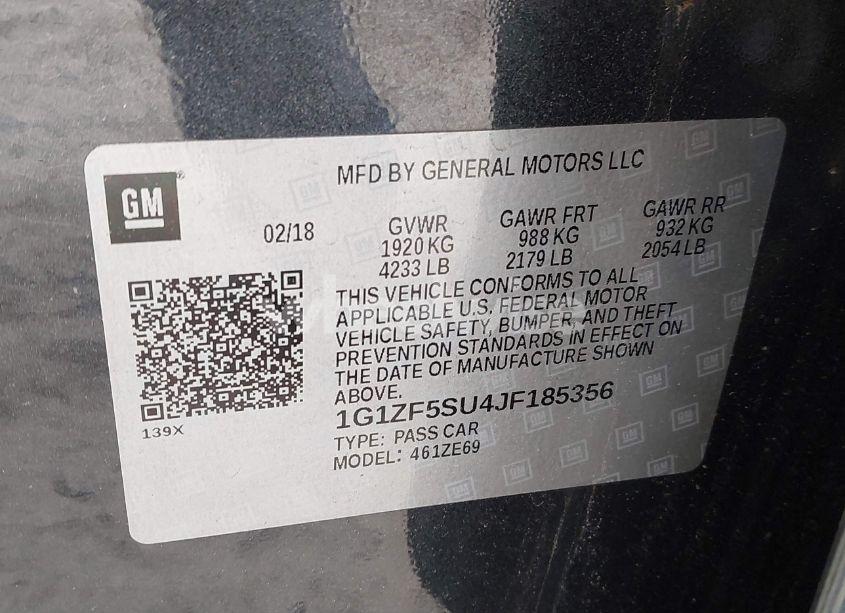 GM
MFD BY GENERAL MOTORS LLC
02/18
GVWR
1920 KG
4233 LB
GAWR FRT
988 KG
2179 LB
GAWR RR
932 KG
2054 LB
THIS VEHICLE CONFORMS TO ALL
APPLICABLE U.S. FEDERAL MOTOR
VEHICLE SAFETY, BUMPER, AND THEFT
PREVENTION STANDARDS IN EFFECT ON
THE DATE OF MANUFACTURE SHOWN
ABOVE.
1G1ZF5SU4JF185356
TYPE: PASS CAR
MODEL: 461ZE69
139X